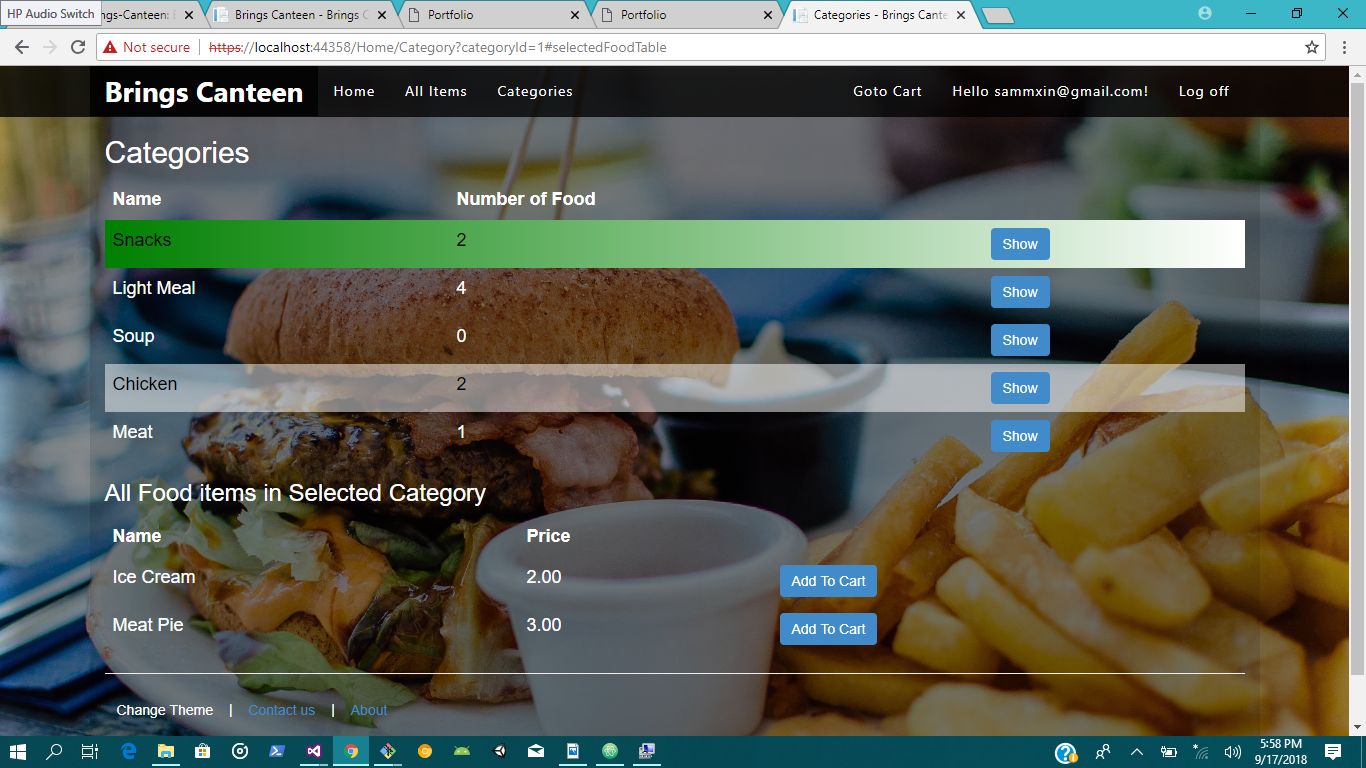 HP Audio Switch
ngs-Canteen:
Brings Canteen - Brings C
Portfolio
Portfolio
Categories - Brings Cante
Not secure
https://localhost:44358/Home/Category?categoryId=1#selectedFoodTable
Brings Canteen
Home
All Items
Categories
Goto Cart
Hello sammxin@gmail.com!
Log off
Categories
Name Number of Food
Snacks 2 Show
Light Meal 4 Show
Soup 0 Show
Chicken 2 Show
Meat 1 Show
All Food items in Selected Category
Name Price
Ice Cream 2.00 Add To Cart
Meat Pie 3.00 Add To Cart
Change Theme | Contact us | About
5:58 PM
9/17/2018